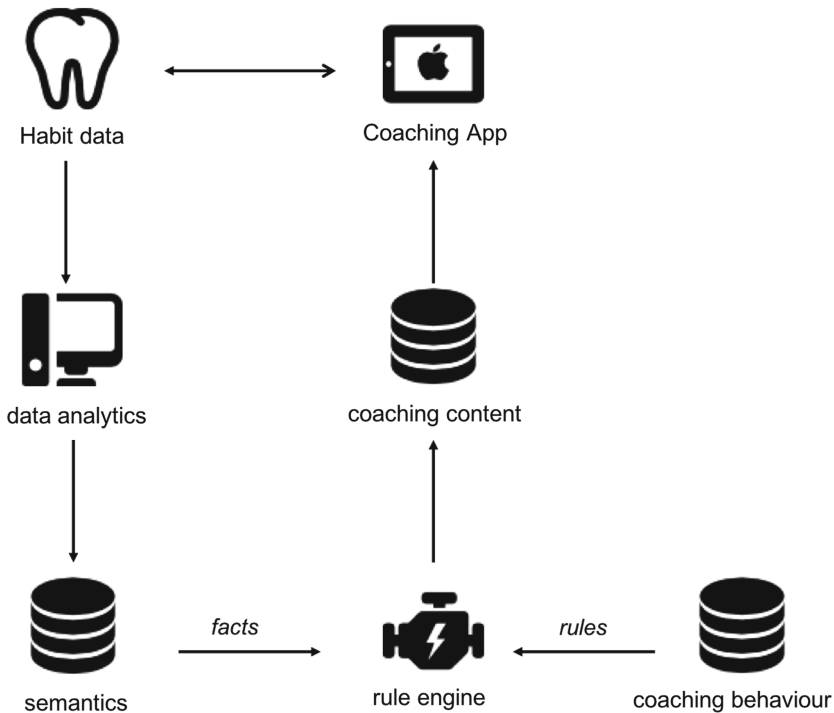 Habit data
Coaching App
data analytics
coaching content
facts
rules
semantics
rule engine
coaching behaviour